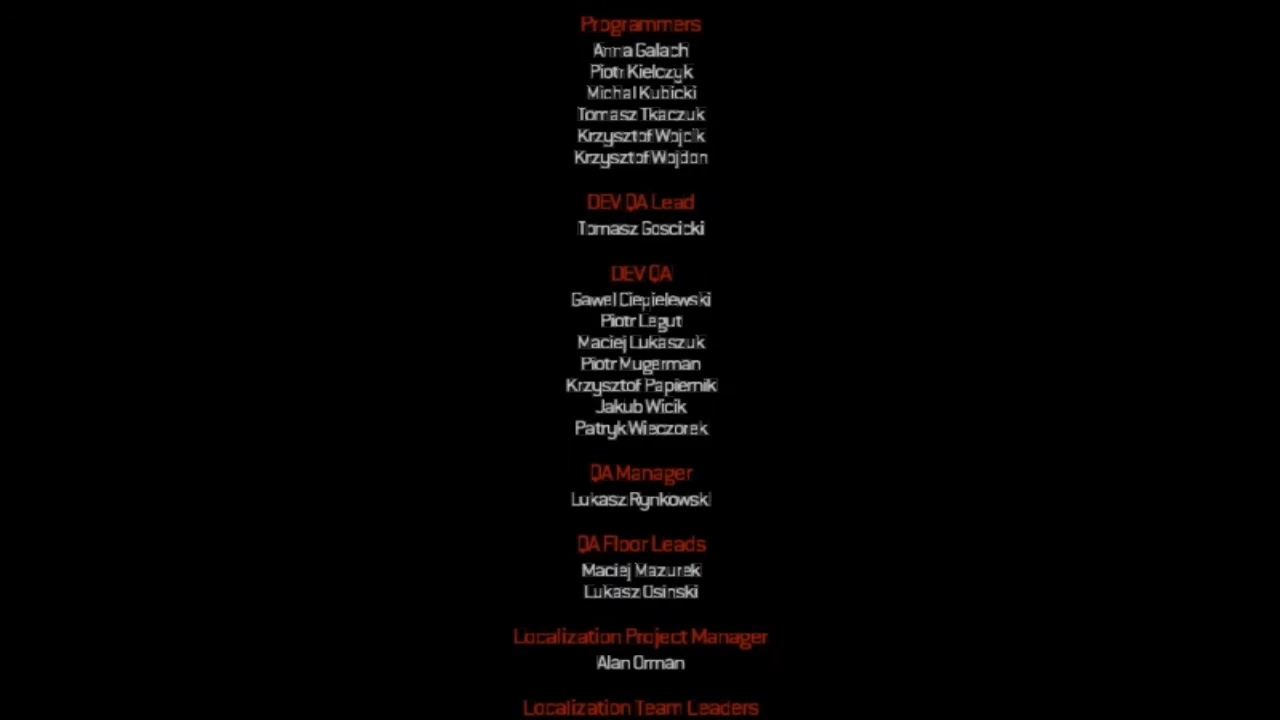 Programmers
Anna Galach
Piotr Kielczyk
Michal Kubicki
Tomasz Tkaczuk
Krzysztof Wojcik
Krzysztof Wojdon
DEV QA Lead
Tomasz Goscicki
DEV QA
Gawel Ciepielewski
Piotr Legut
Maciej Lukaszuk
Piotr Mugerman
Krzysztof Papiernik
Jakub Wicik
Patryk Wieczorek
QA Manager
Lukasz Rynkowski
QA Floor Leads
Maciej Mazurek
Lukasz Osinski
Localization Project Manager
Alan Orman
Localization Team Leaders